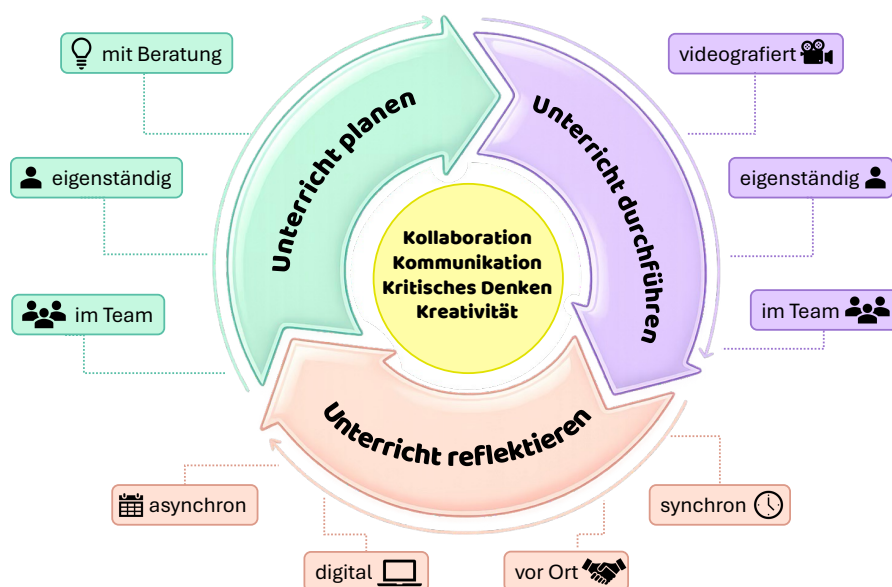 mit Beratung
eigenständig
im Team
Unterricht planen
videografiert
eigenständig
im Team
Unterricht durchführen
Kollaboration
Kommunikation
Kritisches Denken
Kreativität
Unterricht reflektieren
asynchron
digital
vor Ort
synchron